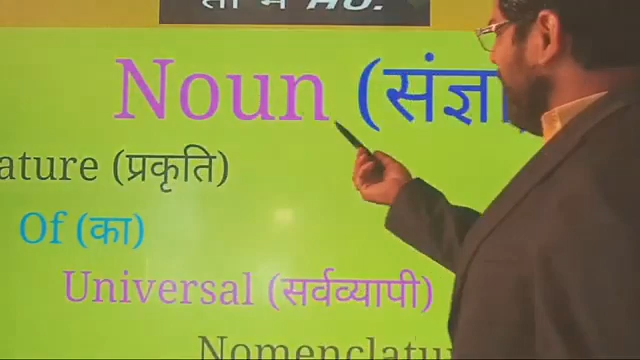 Noun (संज्ञा
ature (प्रकृति)
Of (का)
Universal (सर्वव्यापी)
Nomenclatu